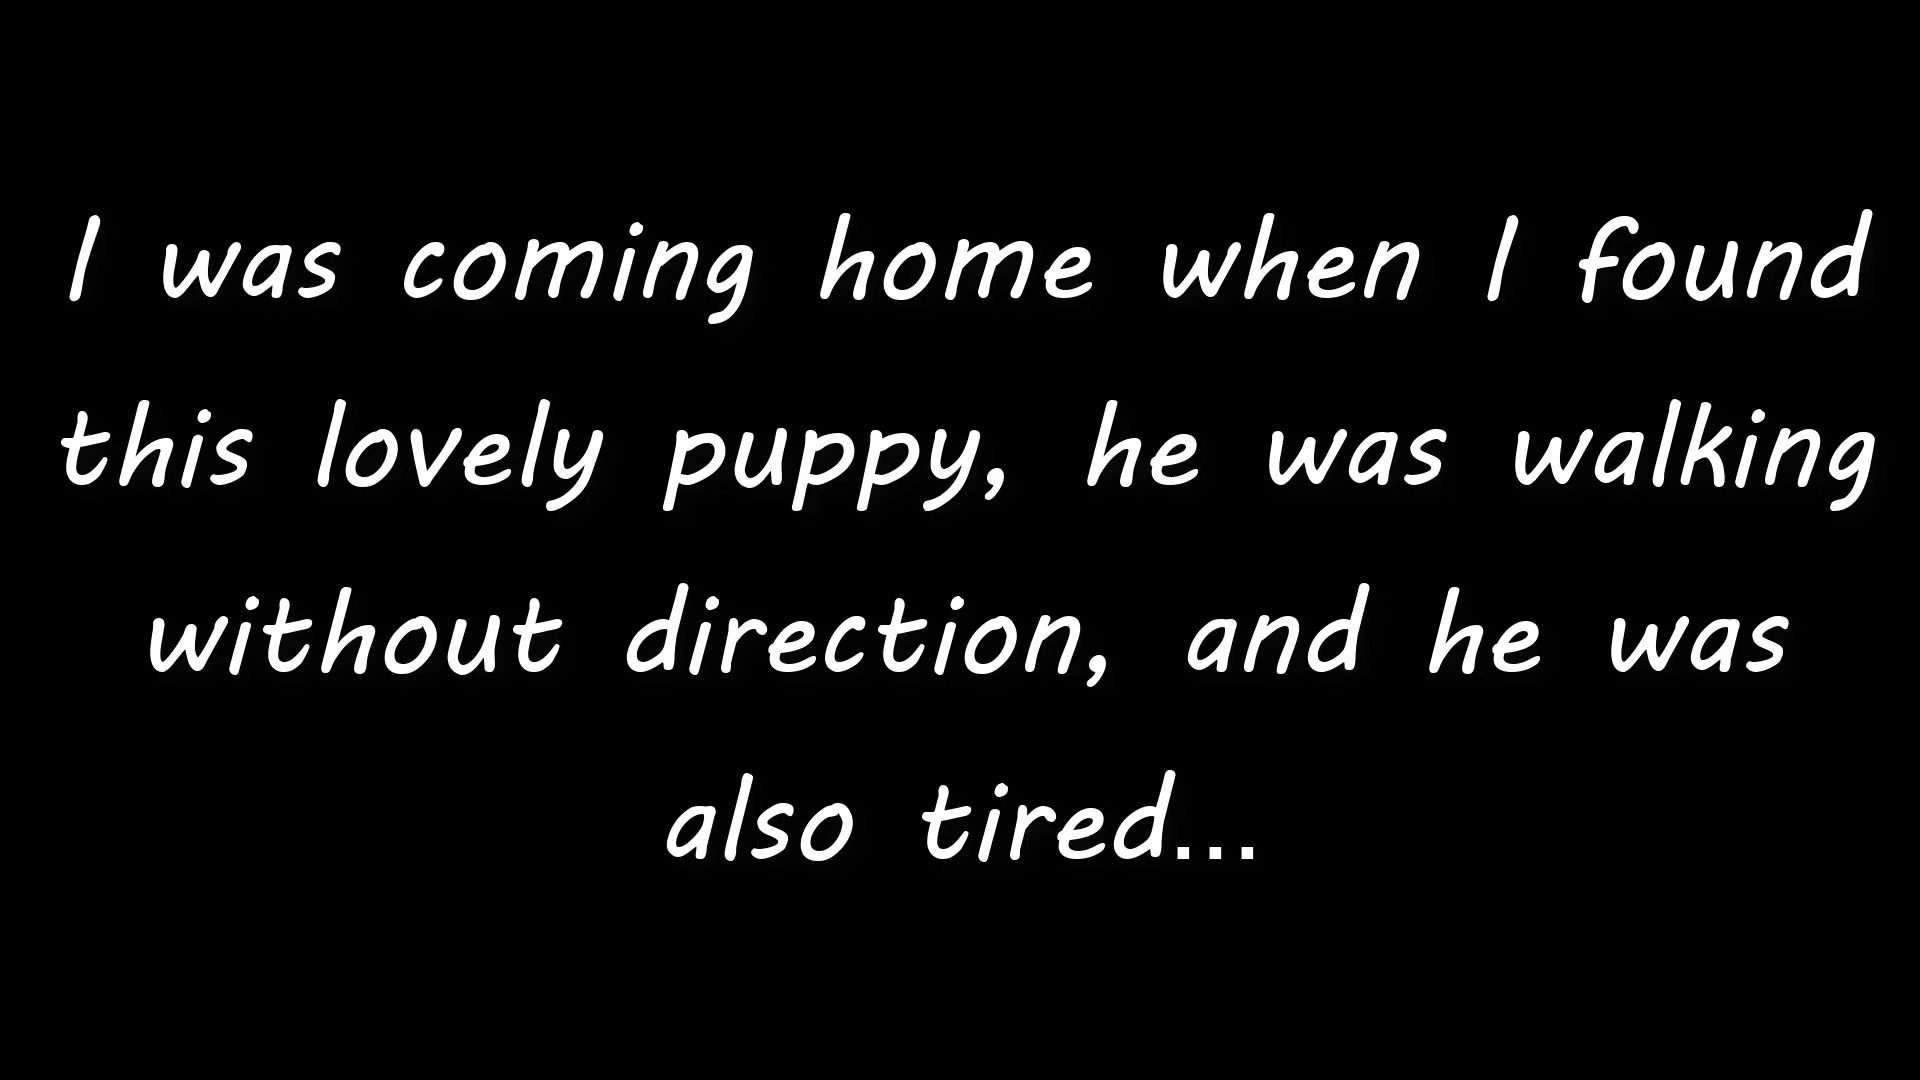 I was coming home when I found
this lovely puppy, he was walking
without direction, and he was
also tired...